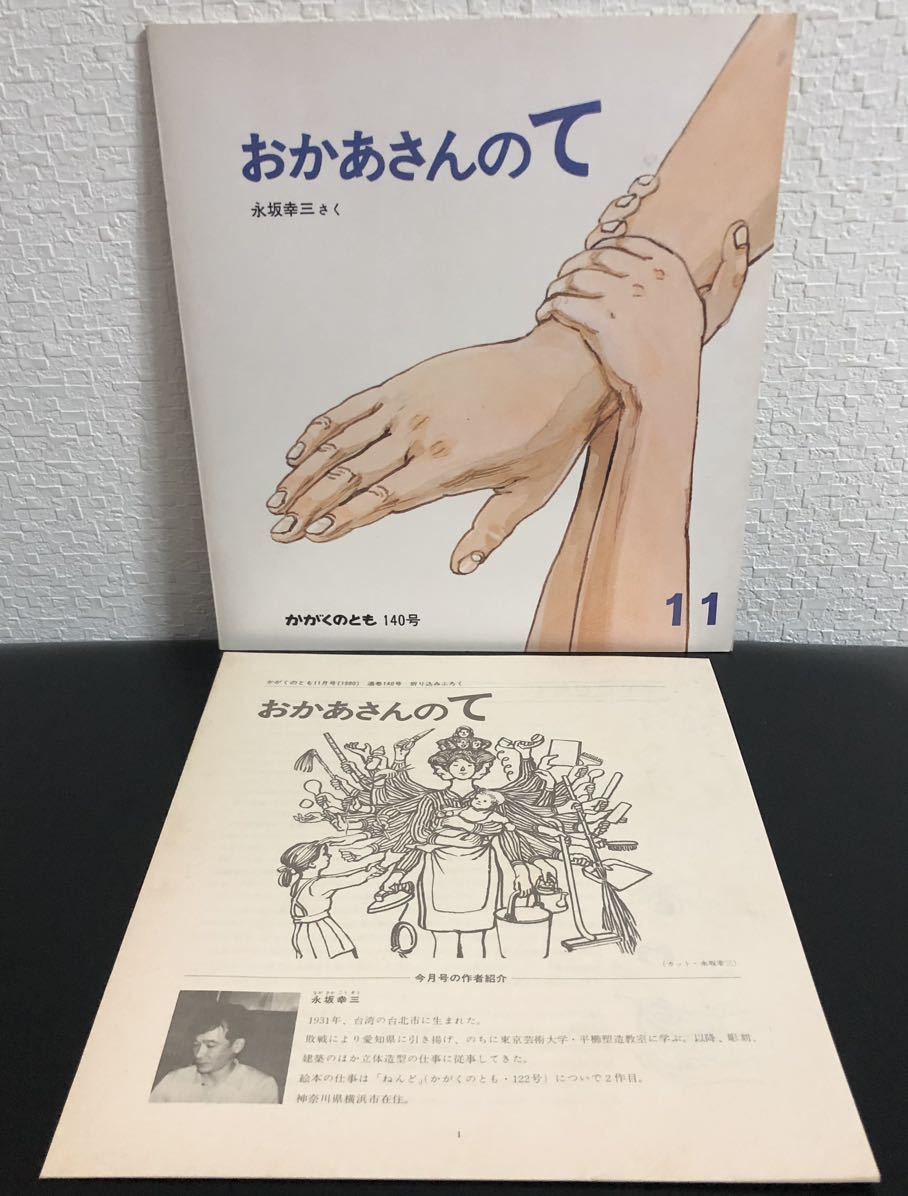 おかあさんのて
永坂幸三 さく
かがくのとも 140号
11
かがくのとも11月号(1980) 通巻140号 折り込みふろく
おかあさんのて
(カット・永坂幸三)
今月号の作者紹介
ながさかこうぞう
永坂幸三
1931年、台湾の台北市に生まれた。
敗戦により愛知県に引き揚げ、のちに東京芸術大学・平櫛塑造教室に学ぶ。以降、彫刻、
建築のほか立体造型の仕事に従事してきた。
絵本の仕事は「ねんど」(かがくのとも・122号)についで2作目。
神奈川県横浜市在住。
1